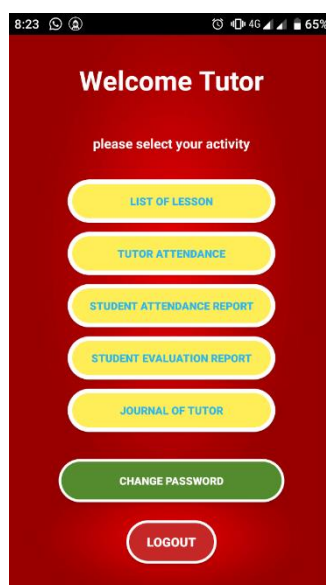 8:23 4G 65%
Welcome Tutor
please select your activity
LIST OF LESSON
TUTOR ATTENDANCE
STUDENT ATTENDANCE REPORT
STUDENT EVALUATION REPORT
JOURNAL OF TUTOR
CHANGE PASSWORD
LOGOUT